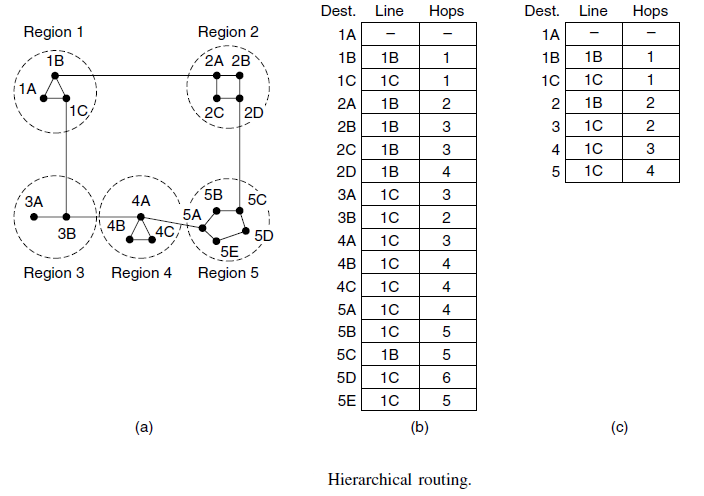 Region 1
Region 2
1B
2A 2B
1A
1C
2C
2D
3A
4A
5B
5C
5A
3B
4B
4C
5D
5E
Region 3
Region 4
Region 5
(a)
Dest. Line Hops
1A – –
1B 1B 1
1C 1C 1
2A 1B 2
2B 1B 3
2C 1B 3
2D 1B 4
3A 1C 3
3B 1C 2
4A 1C 3
4B 1C 4
4C 1C 4
5A 1C 4
5B 1C 5
5C 1B 5
5D 1C 6
5E 1C 5
(b)
Dest. Line Hops
1A – –
1B 1B 1
1C 1C 1
2 1B 2
3 1C 2
4 1C 3
5 1C 4
(c)
Hierarchical routing.